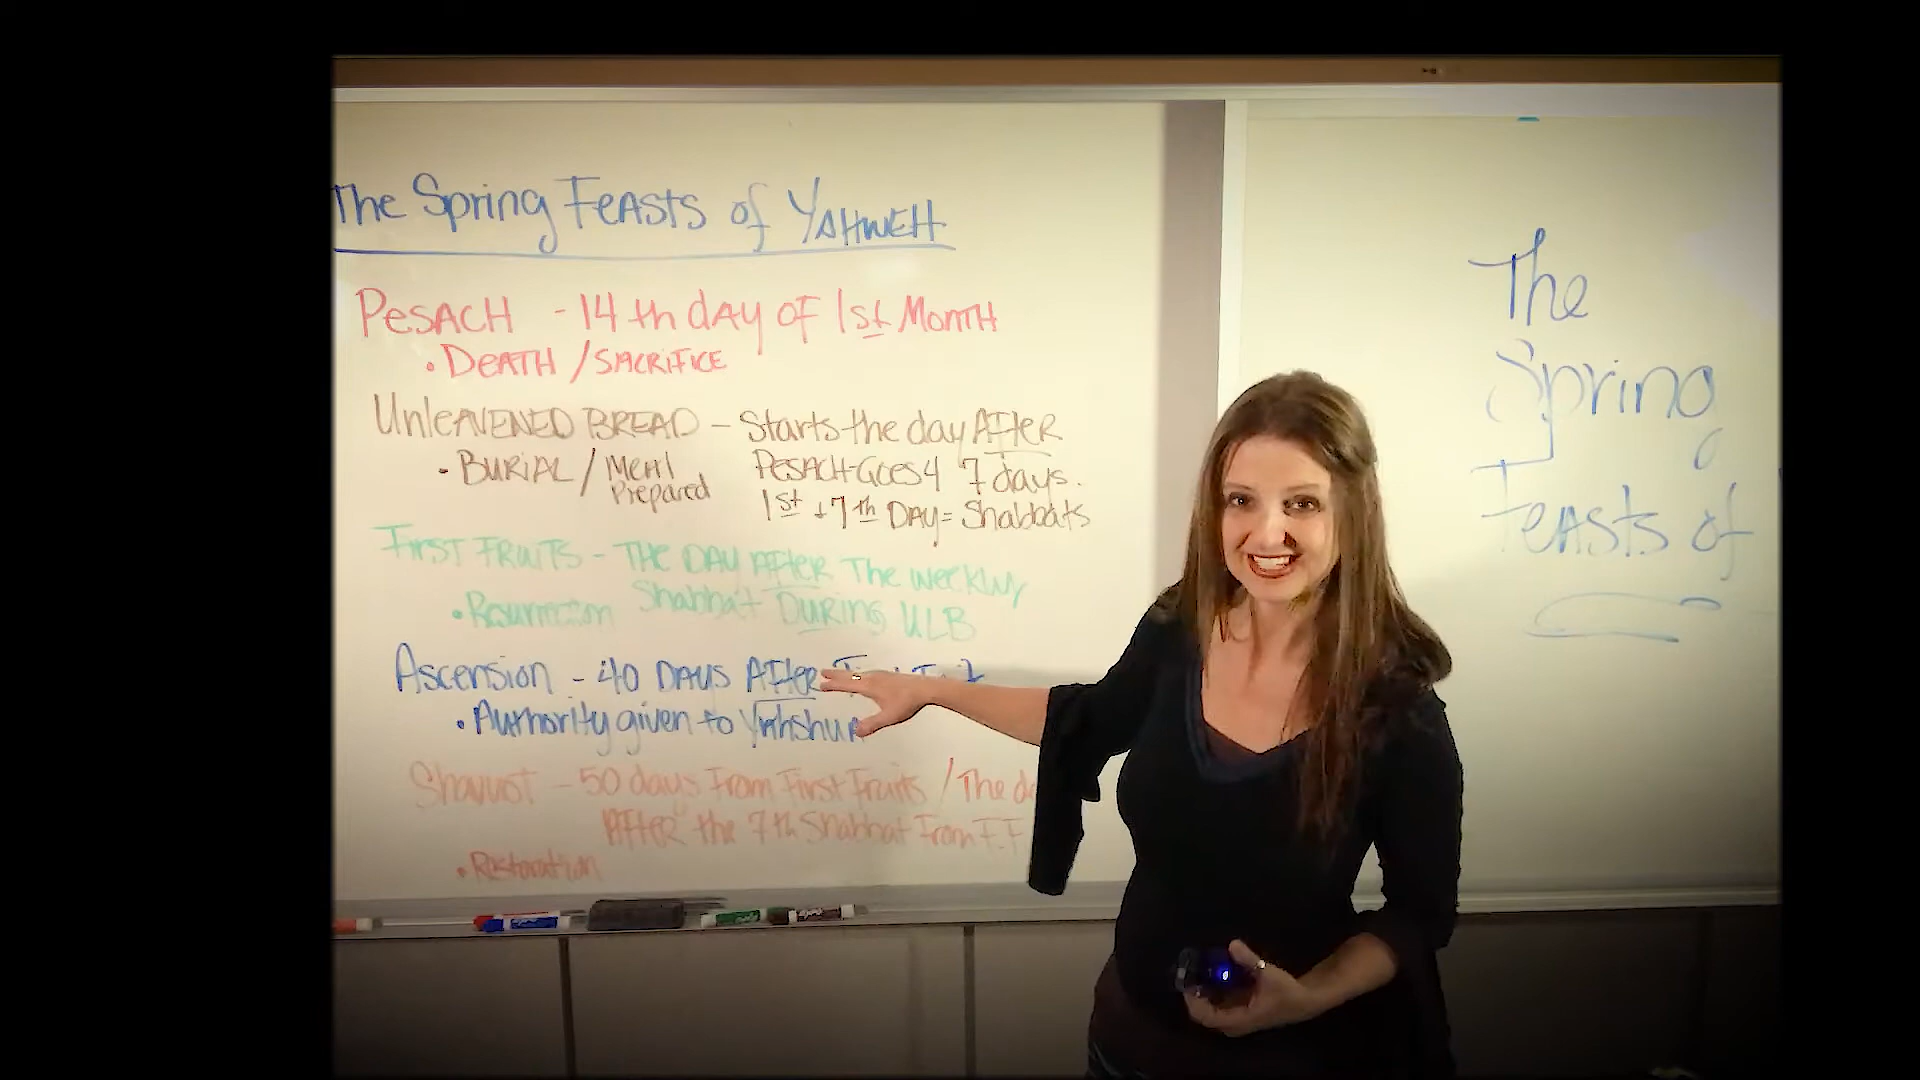 The Spring Feasts of YAHWEH
PESACH - 14th day of 1st Month
• DEATH / SACRIFICE
UNLEAVENED BREAD - Starts the day AFTER
• BURIAL / Meal Prepared
PESACH-GOES 4 7 days.
1st + 7th DAY = Shabbats
FIRST FRUITS - THE DAY AFTER The weekly
• Resurrection
Shabbat DURING ULB
Ascension - 40 DAYS AFTER
• Authority given to Yahshua
Shavuot - 50 days From First Fruits / The
AFTER the 7th Shabbat From F.F
• Restoration
The
Spring
Feasts of